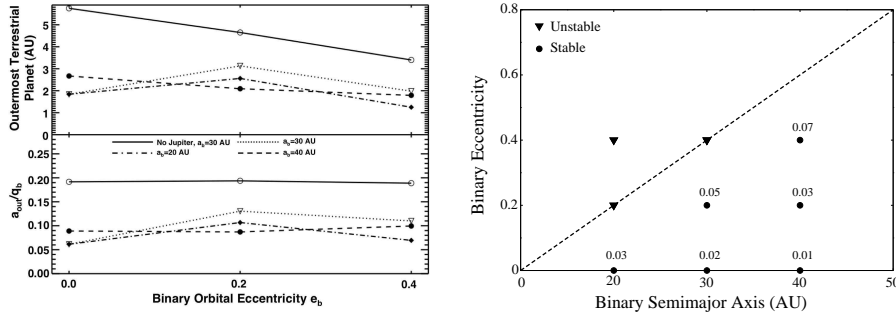 Outermost Terrestrial
Planet (AU)
5
4
3
2
1
0
No Jupiter, a_b=30 AU
a_b=30 AU
a_b=20 AU
a_b=40 AU
a_out/q_b
0.25
0.20
0.15
0.10
0.05
0.00
0.0
0.2
0.4
Binary Orbital Eccentricity e_b
Binary Eccentricity
0.8
0.6
0.4
0.2
0
Unstable
Stable
0.07
0.05
0.03
0.03
0.02
0.01
20
30
40
50
Binary Semimajor Axis (AU)